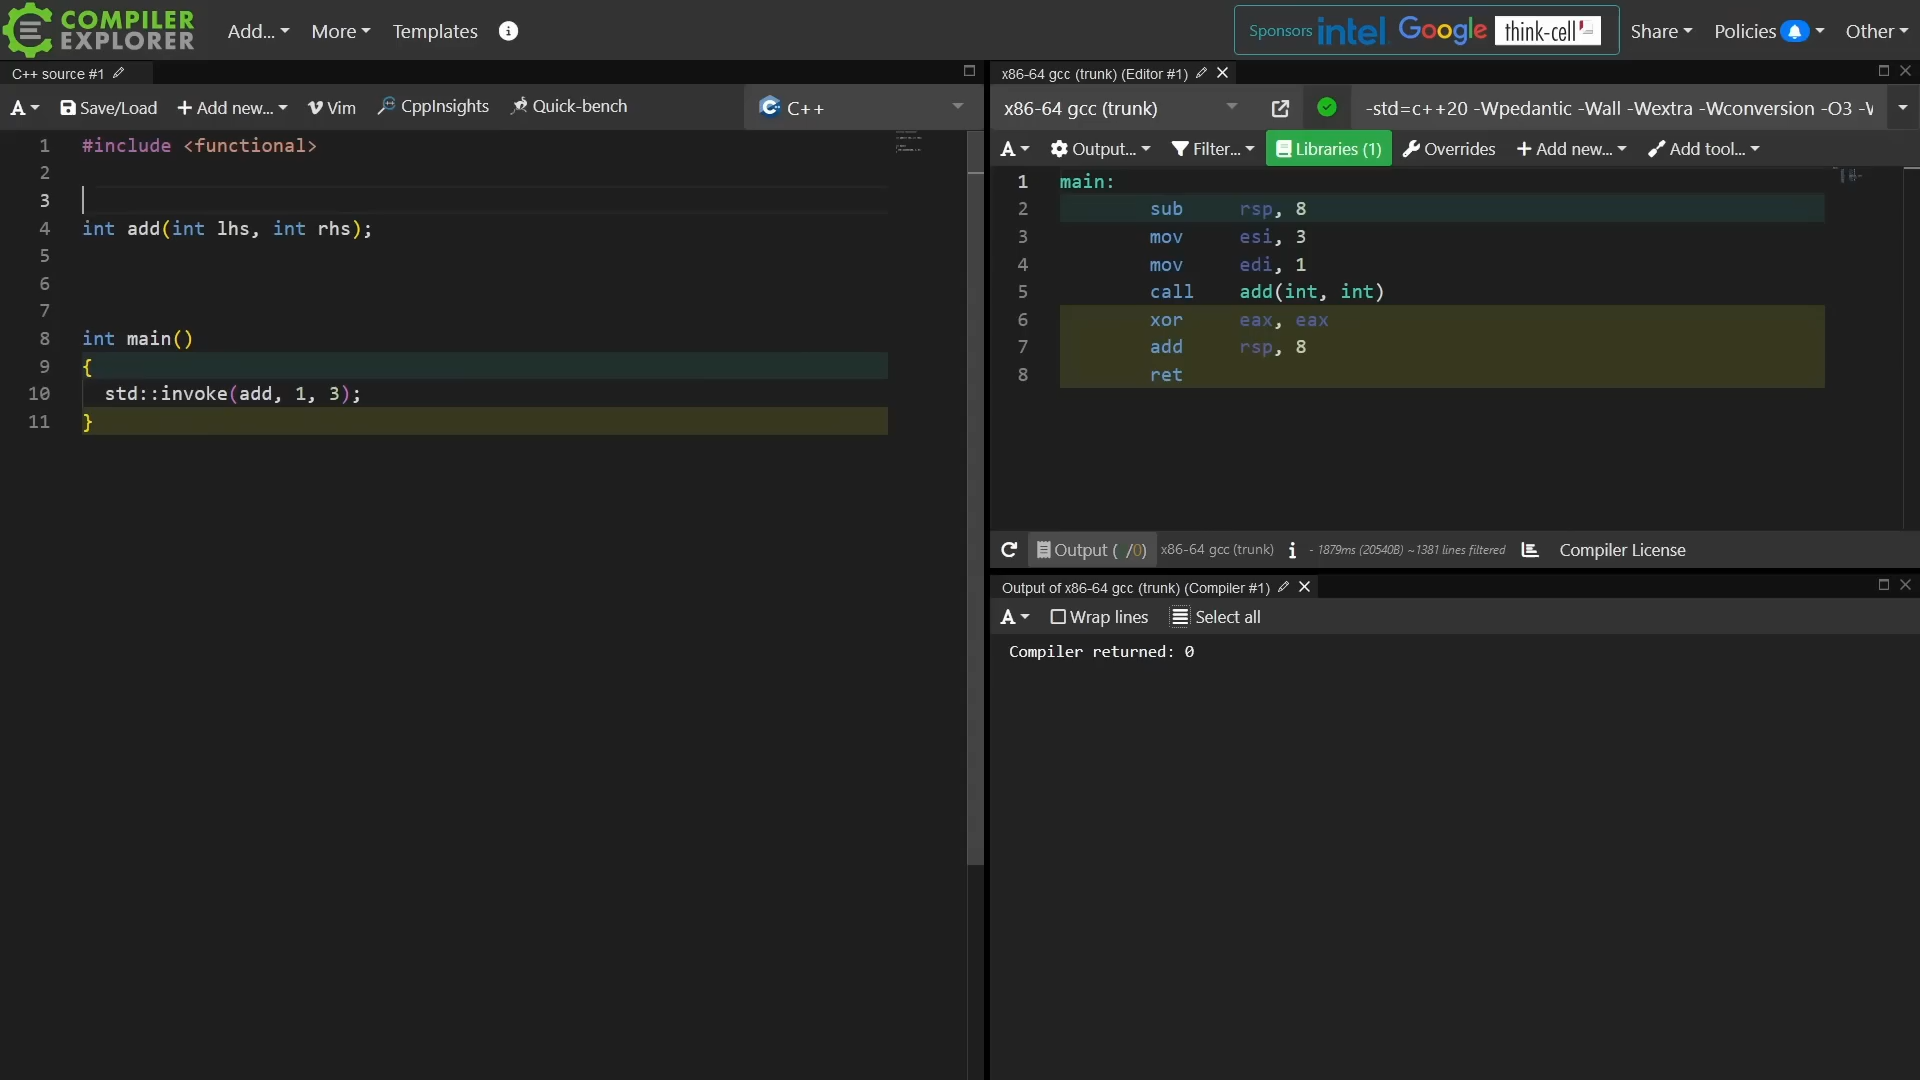 COMPILER EXPLORER Add... More Templates Sponsors intel. Google think-cell Share Policies Other
C++ source #1
x86-64 gcc (trunk) (Editor #1)
A Save/Load + Add new... Vim CppInsights Quick-bench C++
x86-64 gcc (trunk) -std=c++20 -Wpedantic -Wall -Wextra -Wconversion -O3
A Output... Filter... Libraries (1) Overrides + Add new... Add tool...
1 #include <functional>
2
3
4 int add(int lhs, int rhs);
5
6
7
8 int main()
9 {
10 std::invoke(add, 1, 3);
11 }
1 main:
2 sub rsp, 8
3 mov esi, 3
4 mov edi, 1
5 call add(int, int)
6 xor eax, eax
7 add rsp, 8
8 ret
Output ( /0) x86-64 gcc (trunk) i - 1879ms (20540B) ~1381 lines filtered Compiler License
Output of x86-64 gcc (trunk) (Compiler #1)
A Wrap lines Select all
Compiler returned: 0